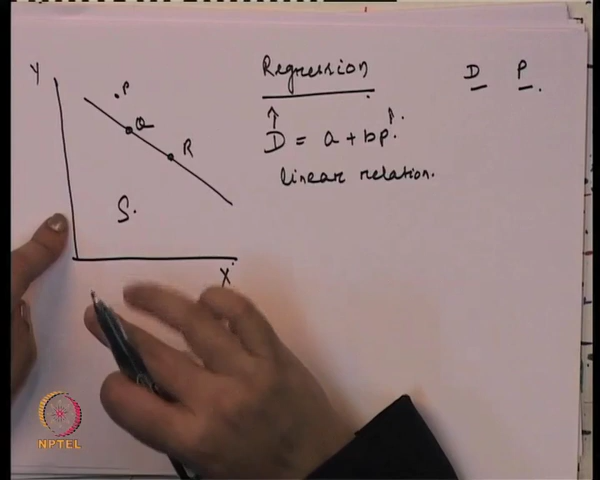 Y
P
Q
R
S.
X
Regression
D P.
D = a + bp.
linear relation.
NPTEL